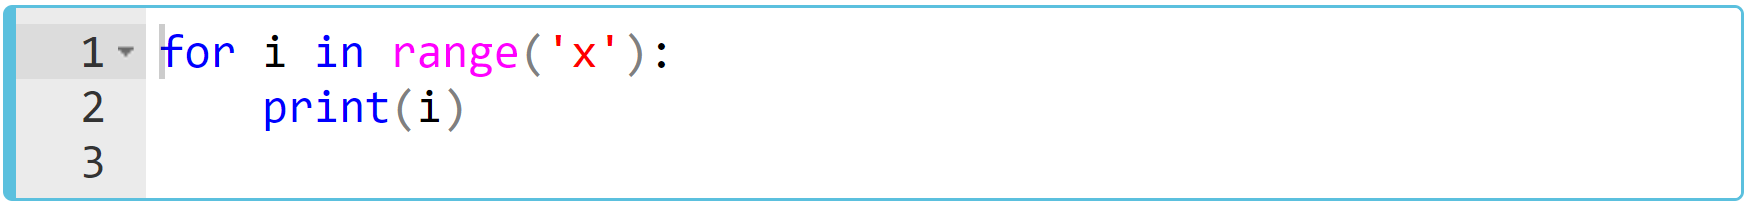 1 for i in range('x'):
2     print(i)
3